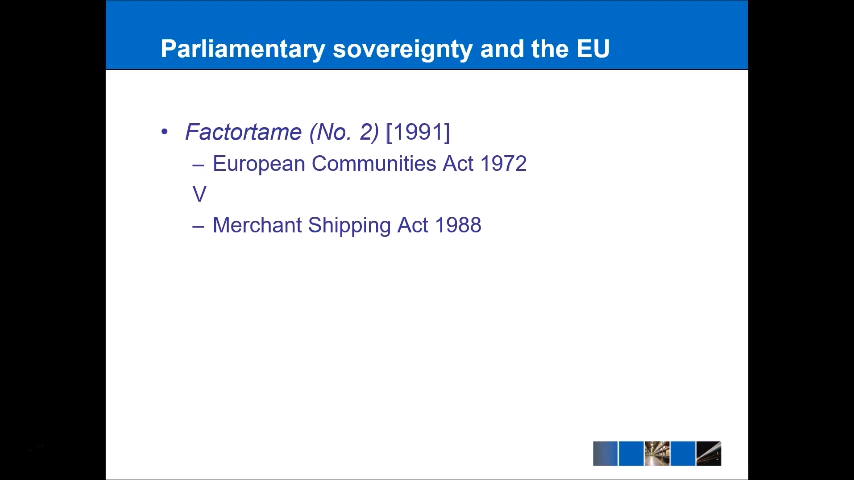 Parliamentary sovereignty and the EU
• Factortame (No. 2) [1991]
– European Communities Act 1972
V
– Merchant Shipping Act 1988